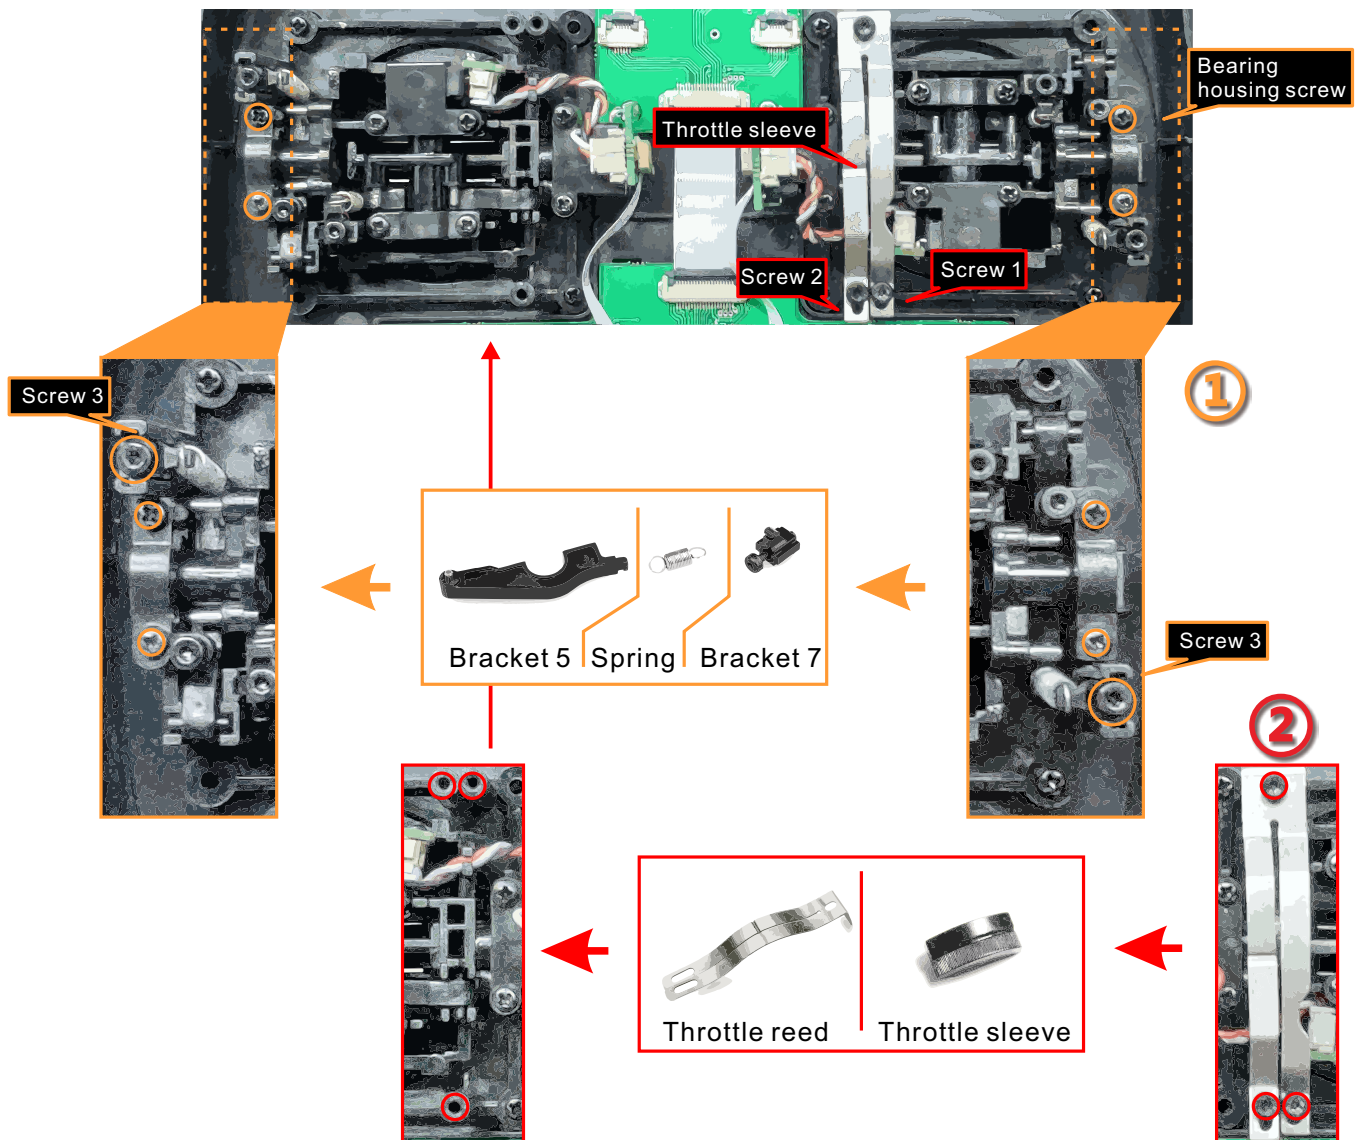 Bearing
housing screw
Throttle sleeve
Screw 2
Screw 1
Screw 3
①
Bracket 5
Spring
Bracket 7
Screw 3
②
Throttle reed
Throttle sleeve